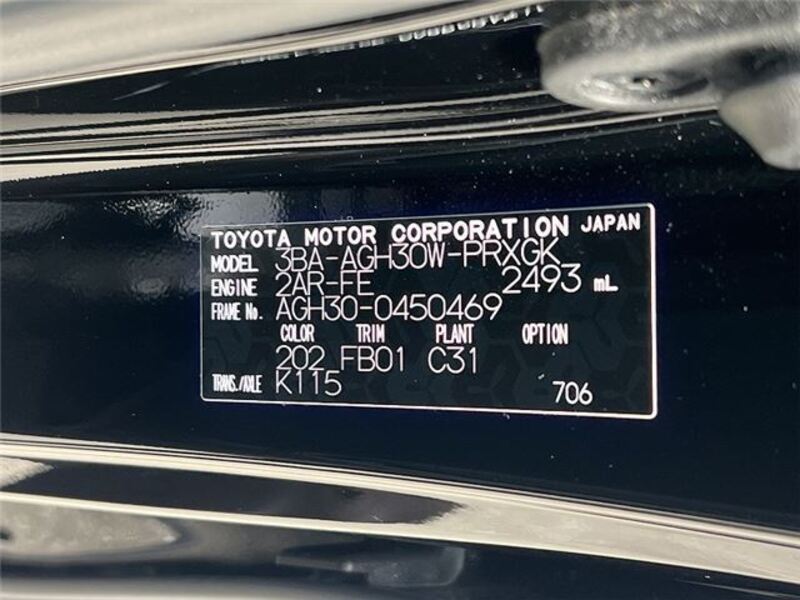 TOYOTA MOTOR CORPORATION JAPAN
MODEL 3BA-AGH30W-PRXGK
ENGINE 2AR-FE 2493 mL
FRAME No. AGH30-0450469
COLOR TRIM PLANT OPTION
202 FB01 C31
TRANS./AXLE K115
706